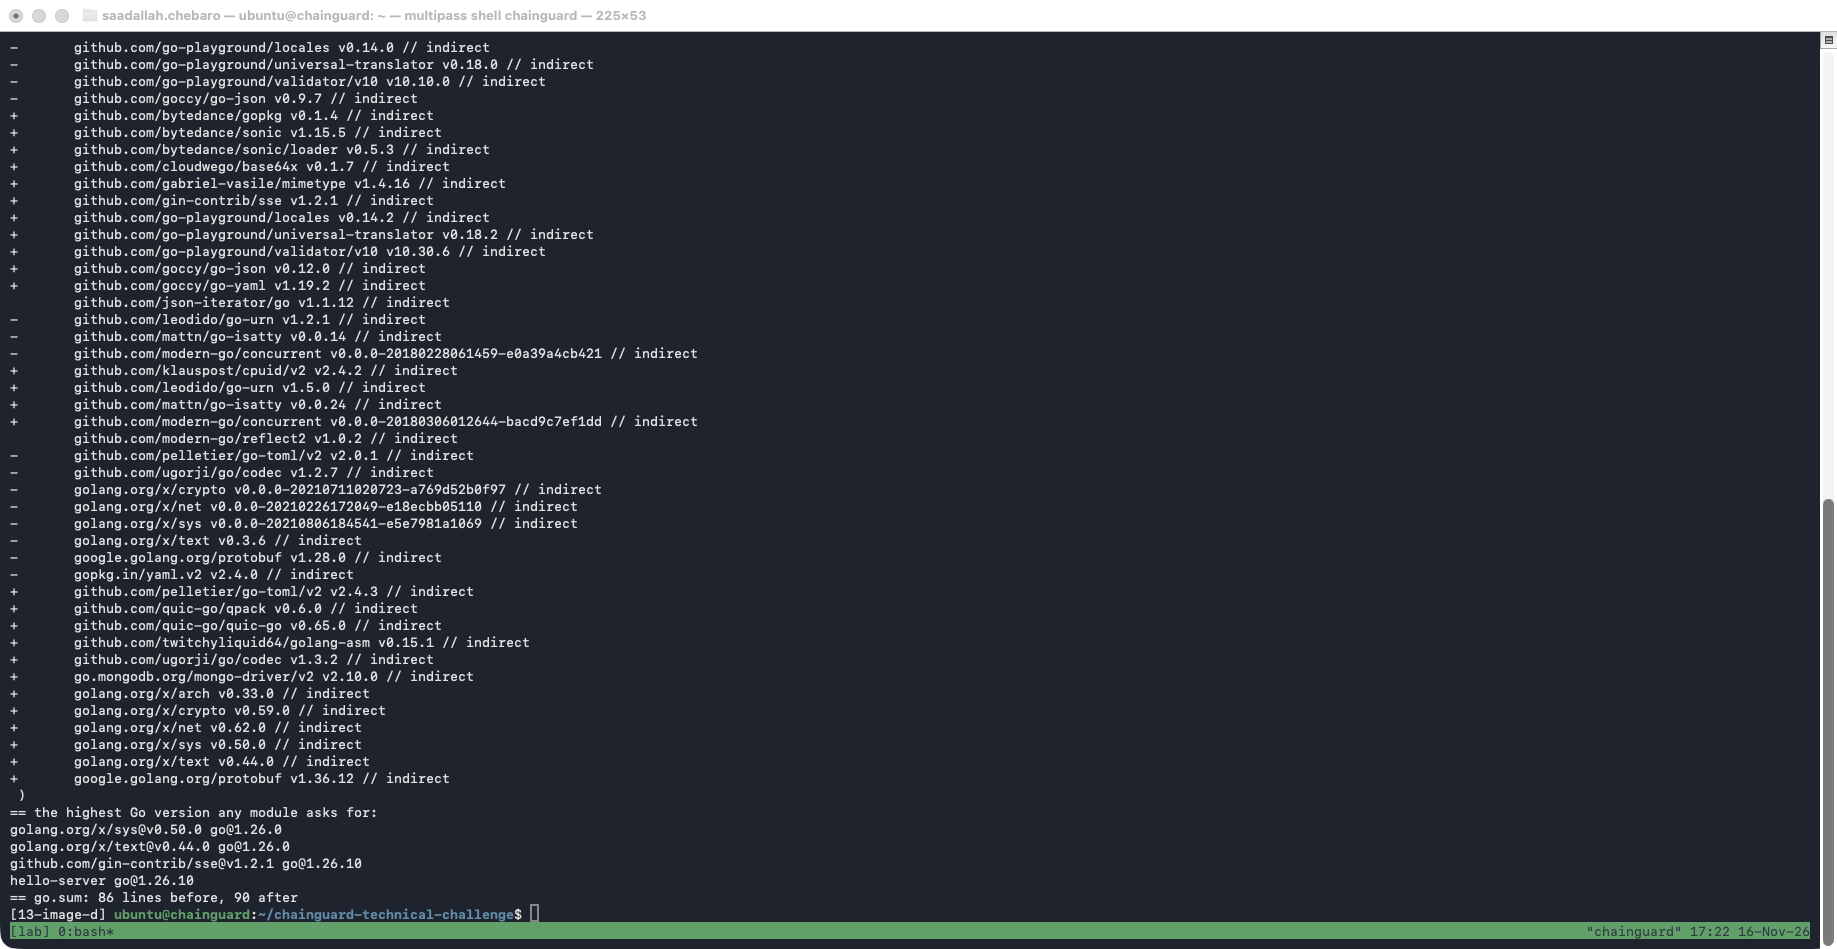 saadallah.chebaro — ubuntu@chainguard: ~ — multipass shell chainguard — 225×53
-       github.com/go-playground/locales v0.14.0 // indirect
-       github.com/go-playground/universal-translator v0.18.0 // indirect
-       github.com/go-playground/validator/v10 v10.10.0 // indirect
-       github.com/goccy/go-json v0.9.7 // indirect
+       github.com/bytedance/gopkg v0.1.4 // indirect
+       github.com/bytedance/sonic v1.15.5 // indirect
+       github.com/bytedance/sonic/loader v0.5.3 // indirect
+       github.com/cloudwego/base64x v0.1.7 // indirect
+       github.com/gabriel-vasile/mimetype v1.4.16 // indirect
+       github.com/gin-contrib/sse v1.2.1 // indirect
+       github.com/go-playground/locales v0.14.2 // indirect
+       github.com/go-playground/universal-translator v0.18.2 // indirect
+       github.com/go-playground/validator/v10 v10.30.6 // indirect
+       github.com/goccy/go-json v0.12.0 // indirect
+       github.com/goccy/go-yaml v1.19.2 // indirect
        github.com/json-iterator/go v1.1.12 // indirect
-       github.com/leodido/go-urn v1.2.1 // indirect
-       github.com/mattn/go-isatty v0.0.14 // indirect
-       github.com/modern-go/concurrent v0.0.0-20180228061459-e0a39a4cb421 // indirect
+       github.com/klauspost/cpuid/v2 v2.4.2 // indirect
+       github.com/leodido/go-urn v1.5.0 // indirect
+       github.com/mattn/go-isatty v0.0.24 // indirect
+       github.com/modern-go/concurrent v0.0.0-20180306012644-bacd9c7ef1dd // indirect
        github.com/modern-go/reflect2 v1.0.2 // indirect
-       github.com/pelletier/go-toml/v2 v2.0.1 // indirect
-       github.com/ugorji/go/codec v1.2.7 // indirect
-       golang.org/x/crypto v0.0.0-20210711020723-a769d52b0f97 // indirect
-       golang.org/x/net v0.0.0-20210226172049-e18ecbb05110 // indirect
-       golang.org/x/sys v0.0.0-20210806184541-e5e7981a1069 // indirect
-       golang.org/x/text v0.3.6 // indirect
-       google.golang.org/protobuf v1.28.0 // indirect
-       gopkg.in/yaml.v2 v2.4.0 // indirect
+       github.com/pelletier/go-toml/v2 v2.4.3 // indirect
+       github.com/quic-go/qpack v0.6.0 // indirect
+       github.com/quic-go/quic-go v0.65.0 // indirect
+       github.com/twitchyliquid64/golang-asm v0.15.1 // indirect
+       github.com/ugorji/go/codec v1.3.2 // indirect
+       go.mongodb.org/mongo-driver/v2 v2.10.0 // indirect
+       golang.org/x/arch v0.33.0 // indirect
+       golang.org/x/crypto v0.59.0 // indirect
+       golang.org/x/net v0.62.0 // indirect
+       golang.org/x/sys v0.50.0 // indirect
+       golang.org/x/text v0.44.0 // indirect
+       google.golang.org/protobuf v1.36.12 // indirect
 )
== the highest Go version any module asks for:
golang.org/x/sys@v0.50.0 go@1.26.0
golang.org/x/text@v0.44.0 go@1.26.0
github.com/gin-contrib/sse@v1.2.1 go@1.26.10
hello-server go@1.26.10
== go.sum: 86 lines before, 90 after
[13-image-d] ubuntu@chainguard:~/chainguard-technical-challenge$
[lab] 0:bash* "chainguard" 17:22 16-Nov-26